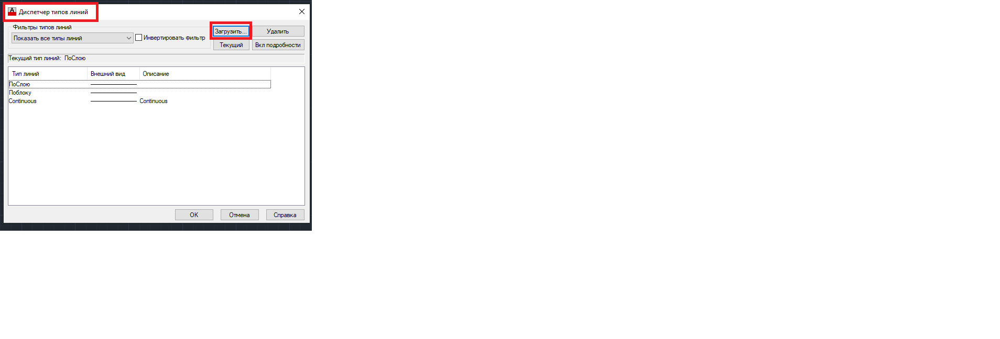 Диспетчер типов линий
Фильтры типов линий
Показать все типы линий
Инвертировать фильтр
Загрузить...
Удалить
Текущий
Вкл подробности
Текущий тип линий: ПоСлою
Тип линий Внешний вид Описание
ПоСлою
Поблоку
Continuous Continuous
OK Отмена Справка